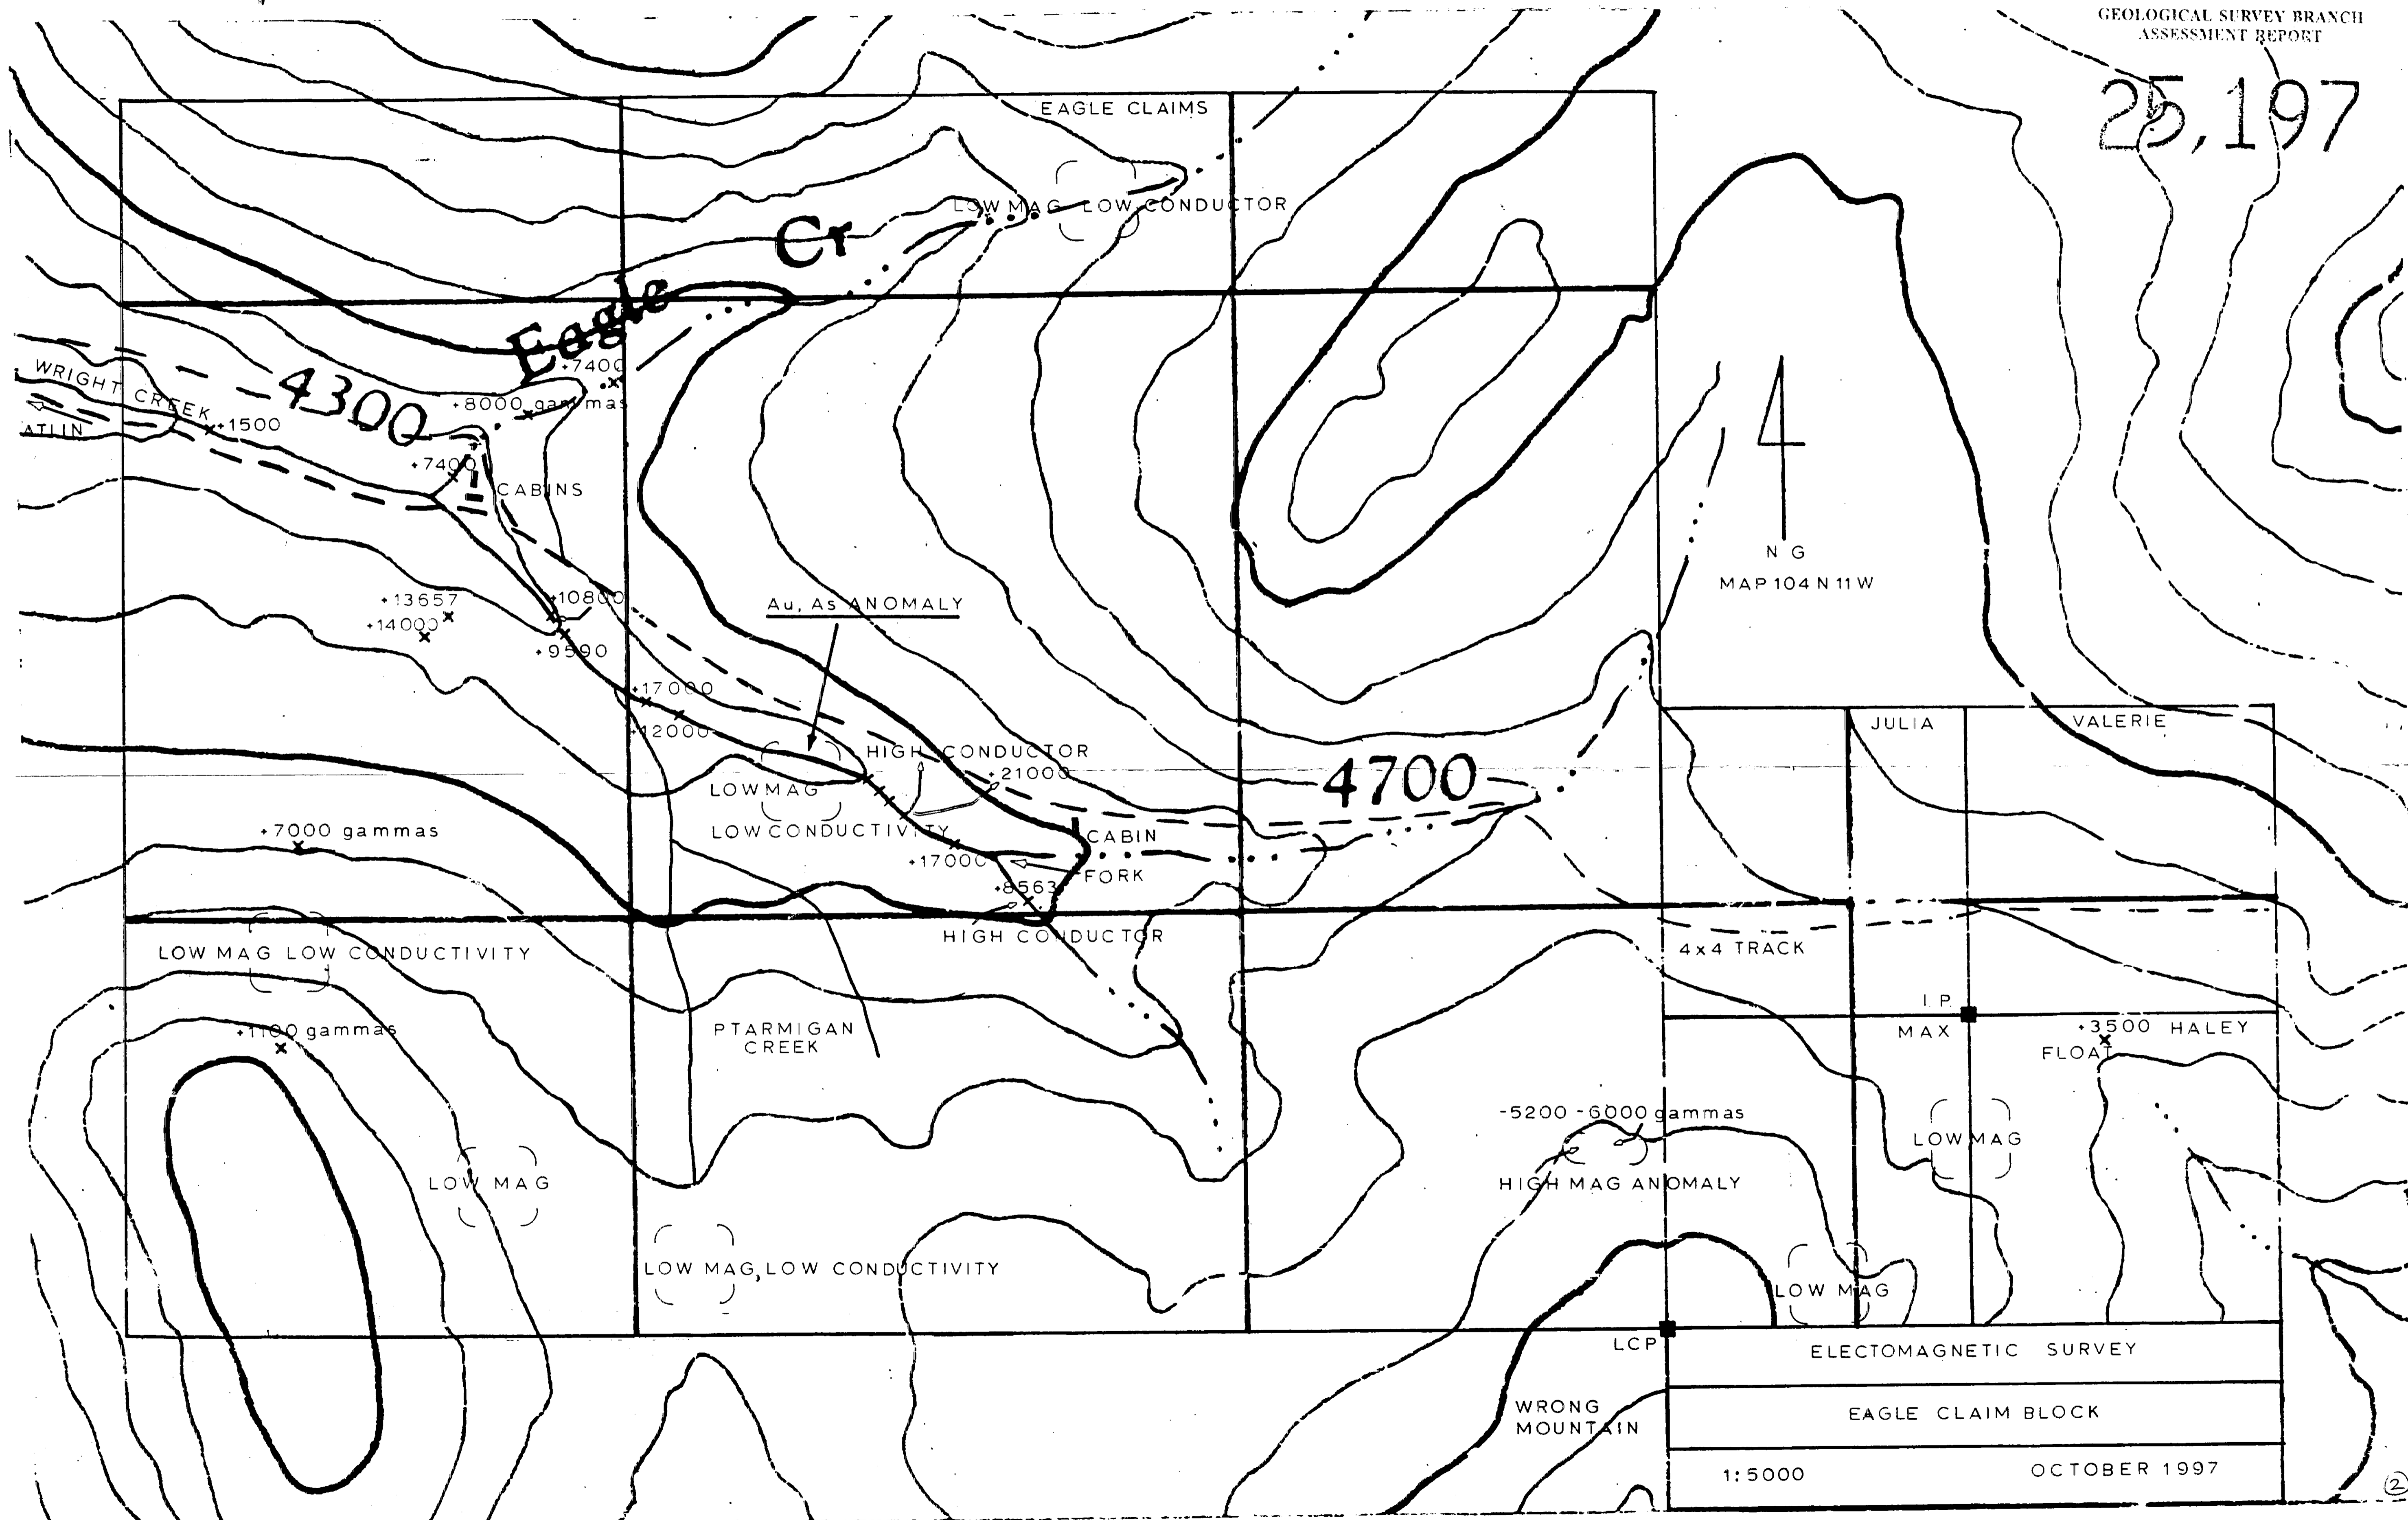 GEOLOGICAL SURVEY BRANCH
ASSESSMENT REPORT
25,197
EAGLE CLAIMS
LOW MAG LOW CONDUCTOR
Eagle Cr
+7400
+8000 gammas
WRIGHT CREEK
4300
ATLIN
+1500
+7400
CABINS
N G
MAP 104 N 11 W
+13657
+14000
+10800
+9590
Au, As ANOMALY
+17000
+12000
HIGH CONDUCTOR
+21000
LOW MAG
LOW CONDUCTIVITY
4700
JULIA
VALERIE
+7000 gammas
CABIN
+17000
FORK
+8563
HIGH CONDUCTOR
LOW MAG LOW CONDUCTIVITY
4x4 TRACK
+1100 gammas
PTARMIGAN
CREEK
I P
MAX
+3500 HALEY
FLOAT
-5200 -6000 gammas
HIGH MAG ANOMALY
LOW MAG
LOW MAG
LOW MAG, LOW CONDUCTIVITY
LOW MAG
LCP
ELECTOMAGNETIC SURVEY
WRONG
MOUNTAIN
EAGLE CLAIM BLOCK
1:5000
OCTOBER 1997
2